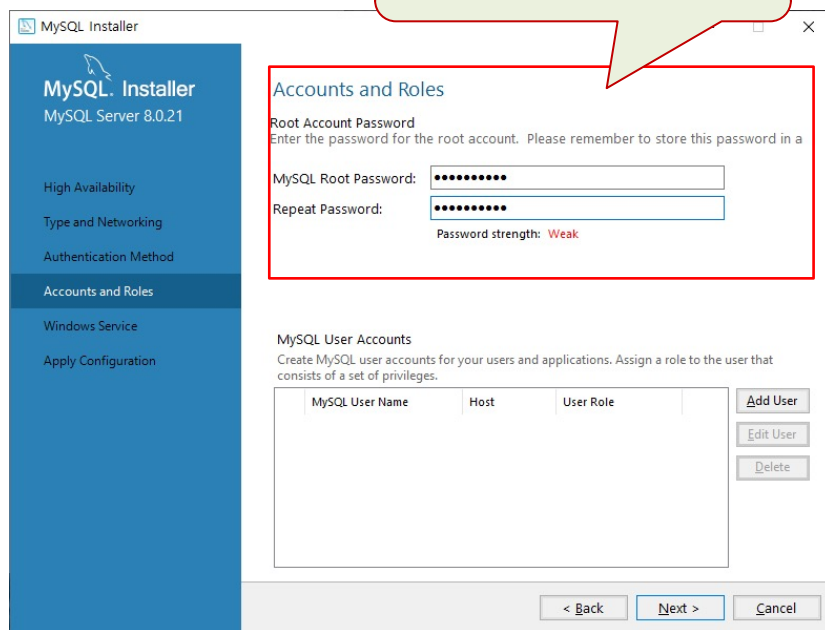 MySQL Installer
MySQL. Installer
MySQL Server 8.0.21
High Availability
Type and Networking
Authentication Method
Accounts and Roles
Windows Service
Apply Configuration
Accounts and Roles
Root Account Password
Enter the password for the root account. Please remember to store this password in a
MySQL Root Password: ●●●●●●●●●●
Repeat Password: ●●●●●●●●●●
Password strength: Weak
MySQL User Accounts
Create MySQL user accounts for your users and applications. Assign a role to the user that
consists of a set of privileges.
MySQL User Name Host User Role
Add User
Edit User
Delete
< Back Next > Cancel